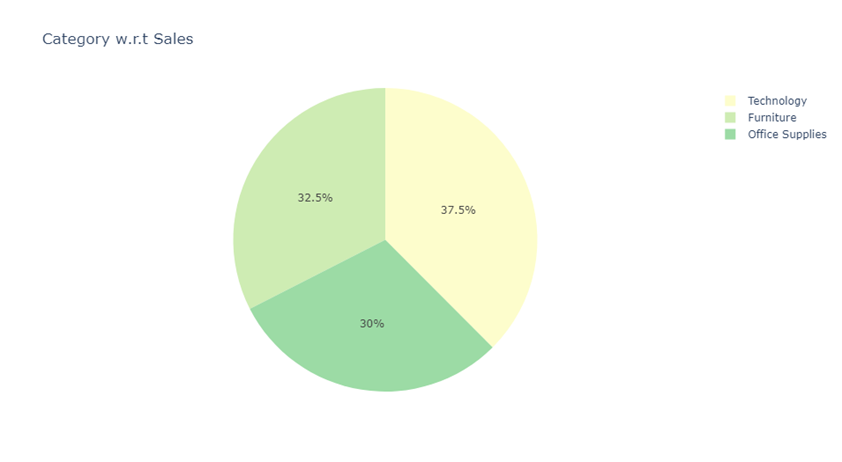 Category w.r.t Sales
Technology
Furniture
Office Supplies
32.5%
37.5%
30%